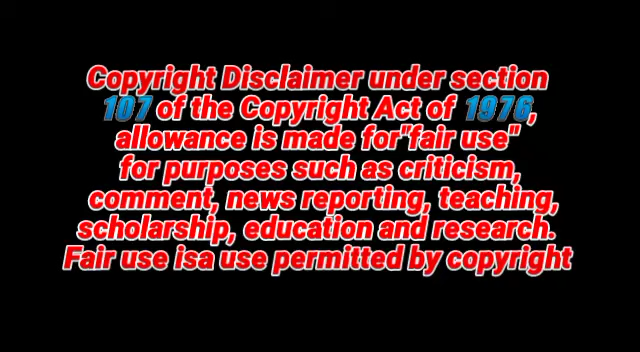 Copyright Disclaimer under section
107 of the Copyright Act of 1976,
allowance is made for"fair use"
for purposes such as criticism,
comment, news reporting, teaching,
scholarship, education and research.
Fair use isa use permitted by copyright